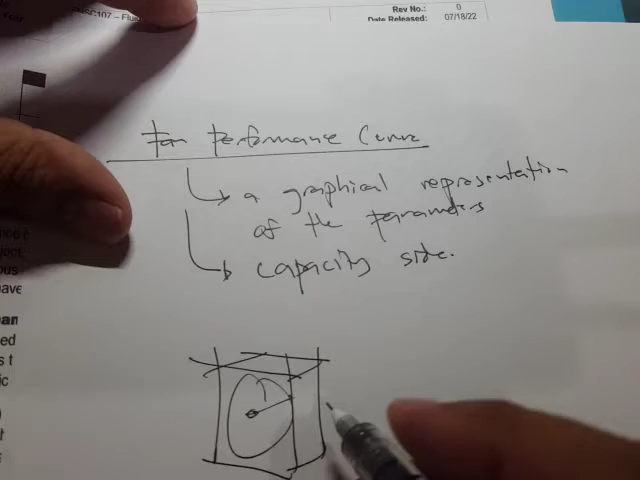 Rev No.: 0
Date Released: 07/18/22
Fan Performance Curve
a graphical representation
of the parameters
capacity side.